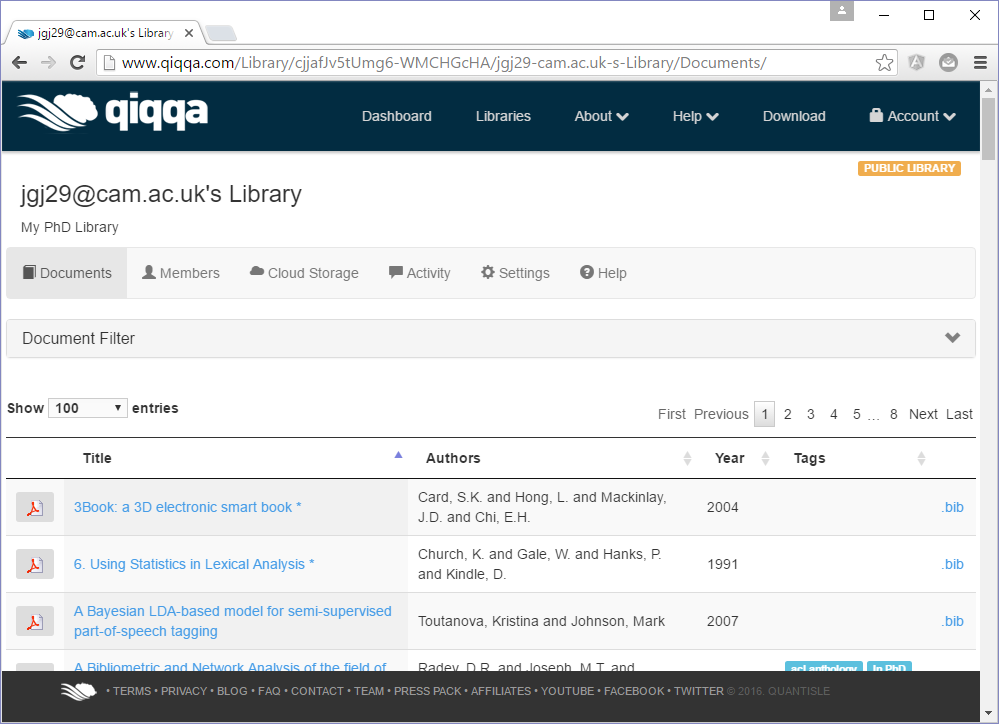 jgj29@cam.ac.uk's Library
www.qiqqa.com/Library/cjjafJv5tUmg6-WMCHGcHA/jgj29-cam.ac.uk-s-Library/Documents/
qiqqa Dashboard Libraries About Help Download Account
PUBLIC LIBRARY
jgj29@cam.ac.uk's Library
My PhD Library
Documents Members Cloud Storage Activity Settings Help
Document Filter
Show 100 entries
First Previous 1 2 3 4 5 ... 8 Next Last
Title Authors Year Tags
3Book: a 3D electronic smart book * Card, S.K. and Hong, L. and Mackinlay, 2004 .bib
J.D. and Chi, E.H.
6. Using Statistics in Lexical Analysis * Church, K. and Gale, W. and Hanks, P. 1991 .bib
and Kindle, D.
A Bayesian LDA-based model for semi-supervised
part-of-speech tagging Toutanova, Kristina and Johnson, Mark 2007 .bib
A Bibliometric and Network Analysis of the field of Radev, D.R. and Joseph, M.T. and acl anthology In PhD
• TERMS • PRIVACY • BLOG • FAQ • CONTACT • TEAM • PRESS PACK • AFFILIATES • YOUTUBE • FACEBOOK • TWITTER © 2016. QUANTISLE